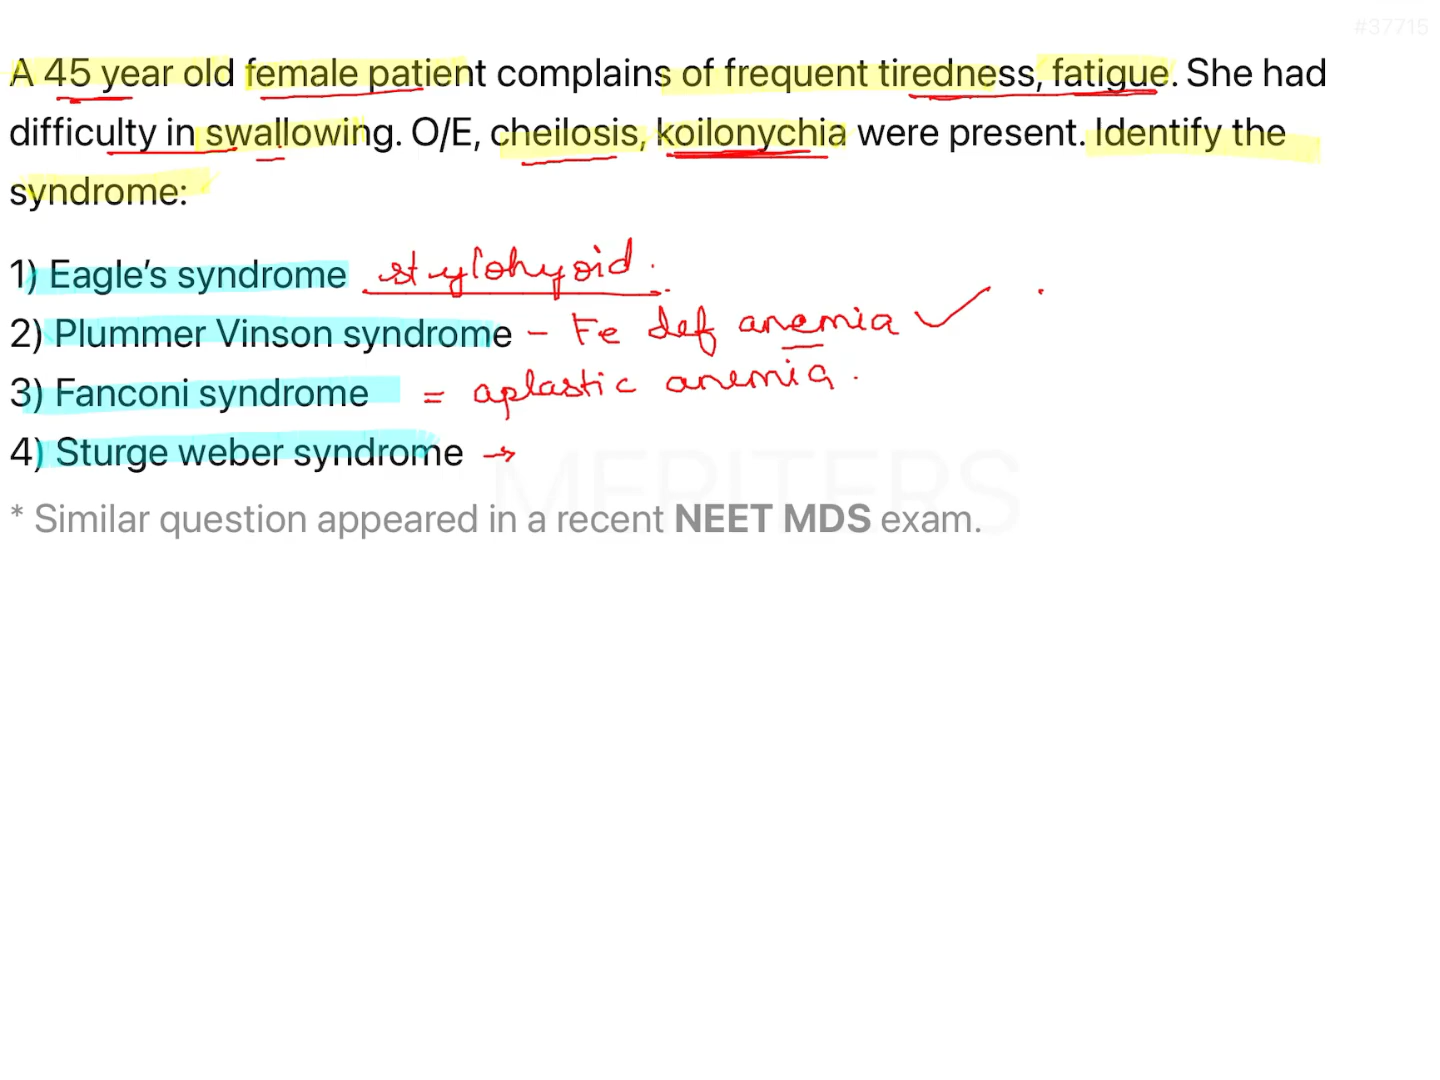 #37715
A 45 year old female patient complains of frequent tiredness, fatigue. She had
difficulty in swallowing. O/E, cheilosis, koilonychia were present. Identify the
syndrome:
1) Eagle’s syndrome stylohyoid.
2) Plummer Vinson syndrome - Fe def anemia ✓
3) Fanconi syndrome = aplastic anemia.
4) Sturge weber syndrome →
MERITERS
* Similar question appeared in a recent NEET MDS exam.